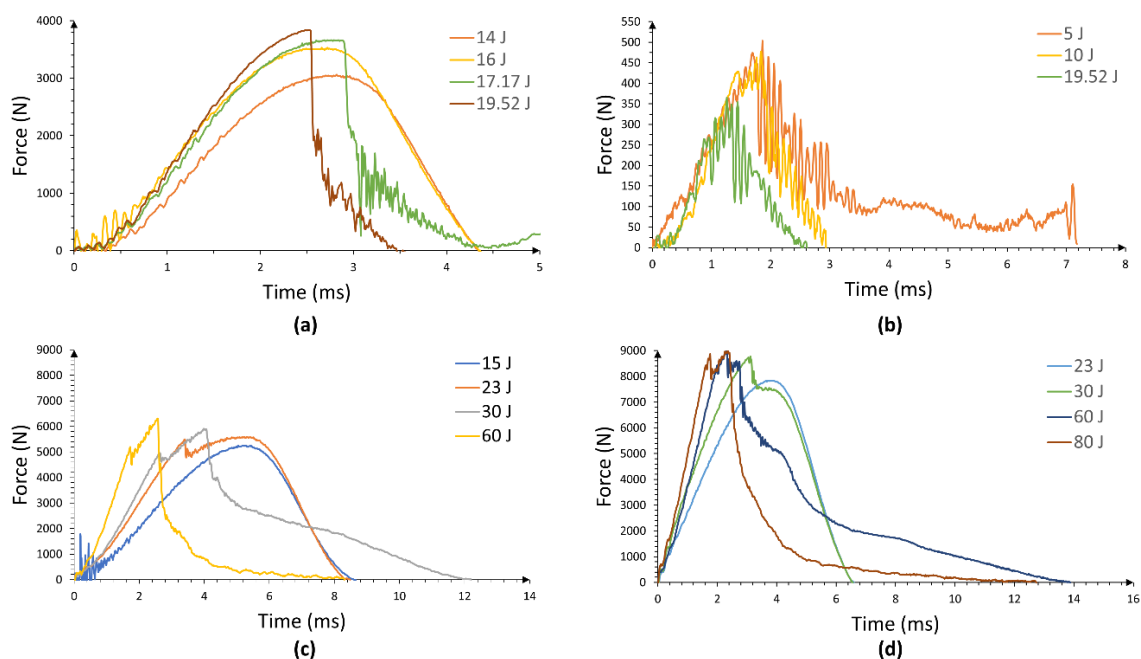 4000
3000
2000
1000
0
Force (N)
0 1 2 3 4 5
Time (ms)
14 J
16 J
17.17 J
19.52 J
(a)
550
500
450
400
350
300
250
200
150
100
50
0
Force (N)
0 1 2 3 4 5 6 7 8
Time (ms)
5 J
10 J
19.52 J
(b)
9000
8000
7000
6000
5000
4000
3000
2000
1000
0
Force (N)
0 2 4 6 8 10 12 14
Time (ms)
15 J
23 J
30 J
60 J
(c)
9000
8000
7000
6000
5000
4000
3000
2000
1000
0
Force (N)
0 2 4 6 8 10 12 14 16
Time (ms)
23 J
30 J
60 J
80 J
(d)